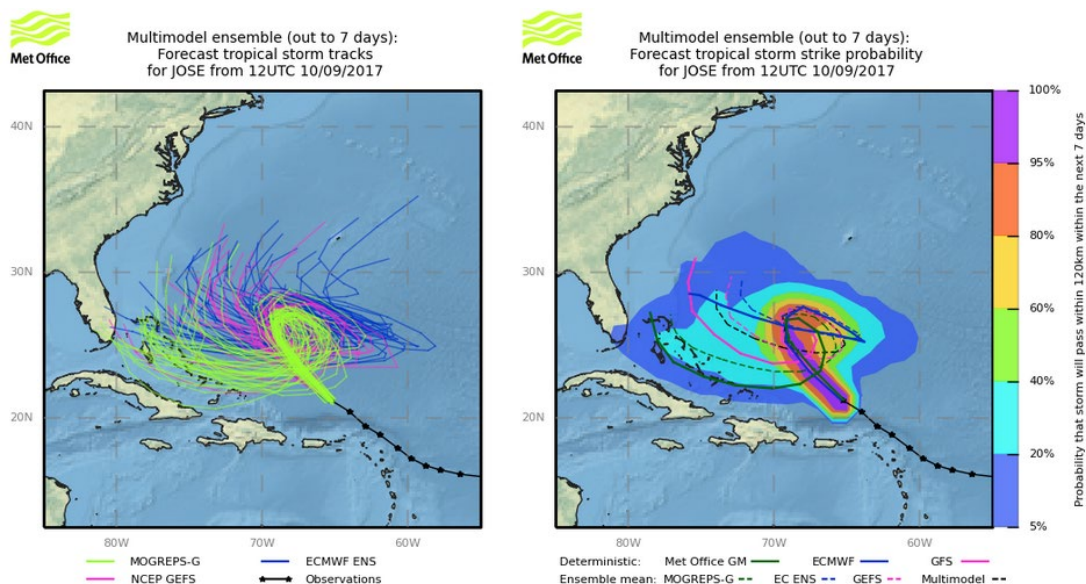 Met Office
Multimodel ensemble (out to 7 days):
Forecast tropical storm tracks
for JOSE from 12UTC 10/09/2017
40N
30N
20N
80W
70W
60W
MOGREPS-G
ECMWF ENS
NCEP GEFS
Observations
Met Office
Multimodel ensemble (out to 7 days):
Forecast tropical storm strike probability
for JOSE from 12UTC 10/09/2017
40N
30N
20N
80W
70W
60W
100%
95%
80%
60%
40%
20%
5%
Probability that storm will pass within 120km within the next 7 days
Deterministic: Met Office GM ECMWF GFS
Ensemble mean: MOGREPS-G EC ENS GEFS Multimodel